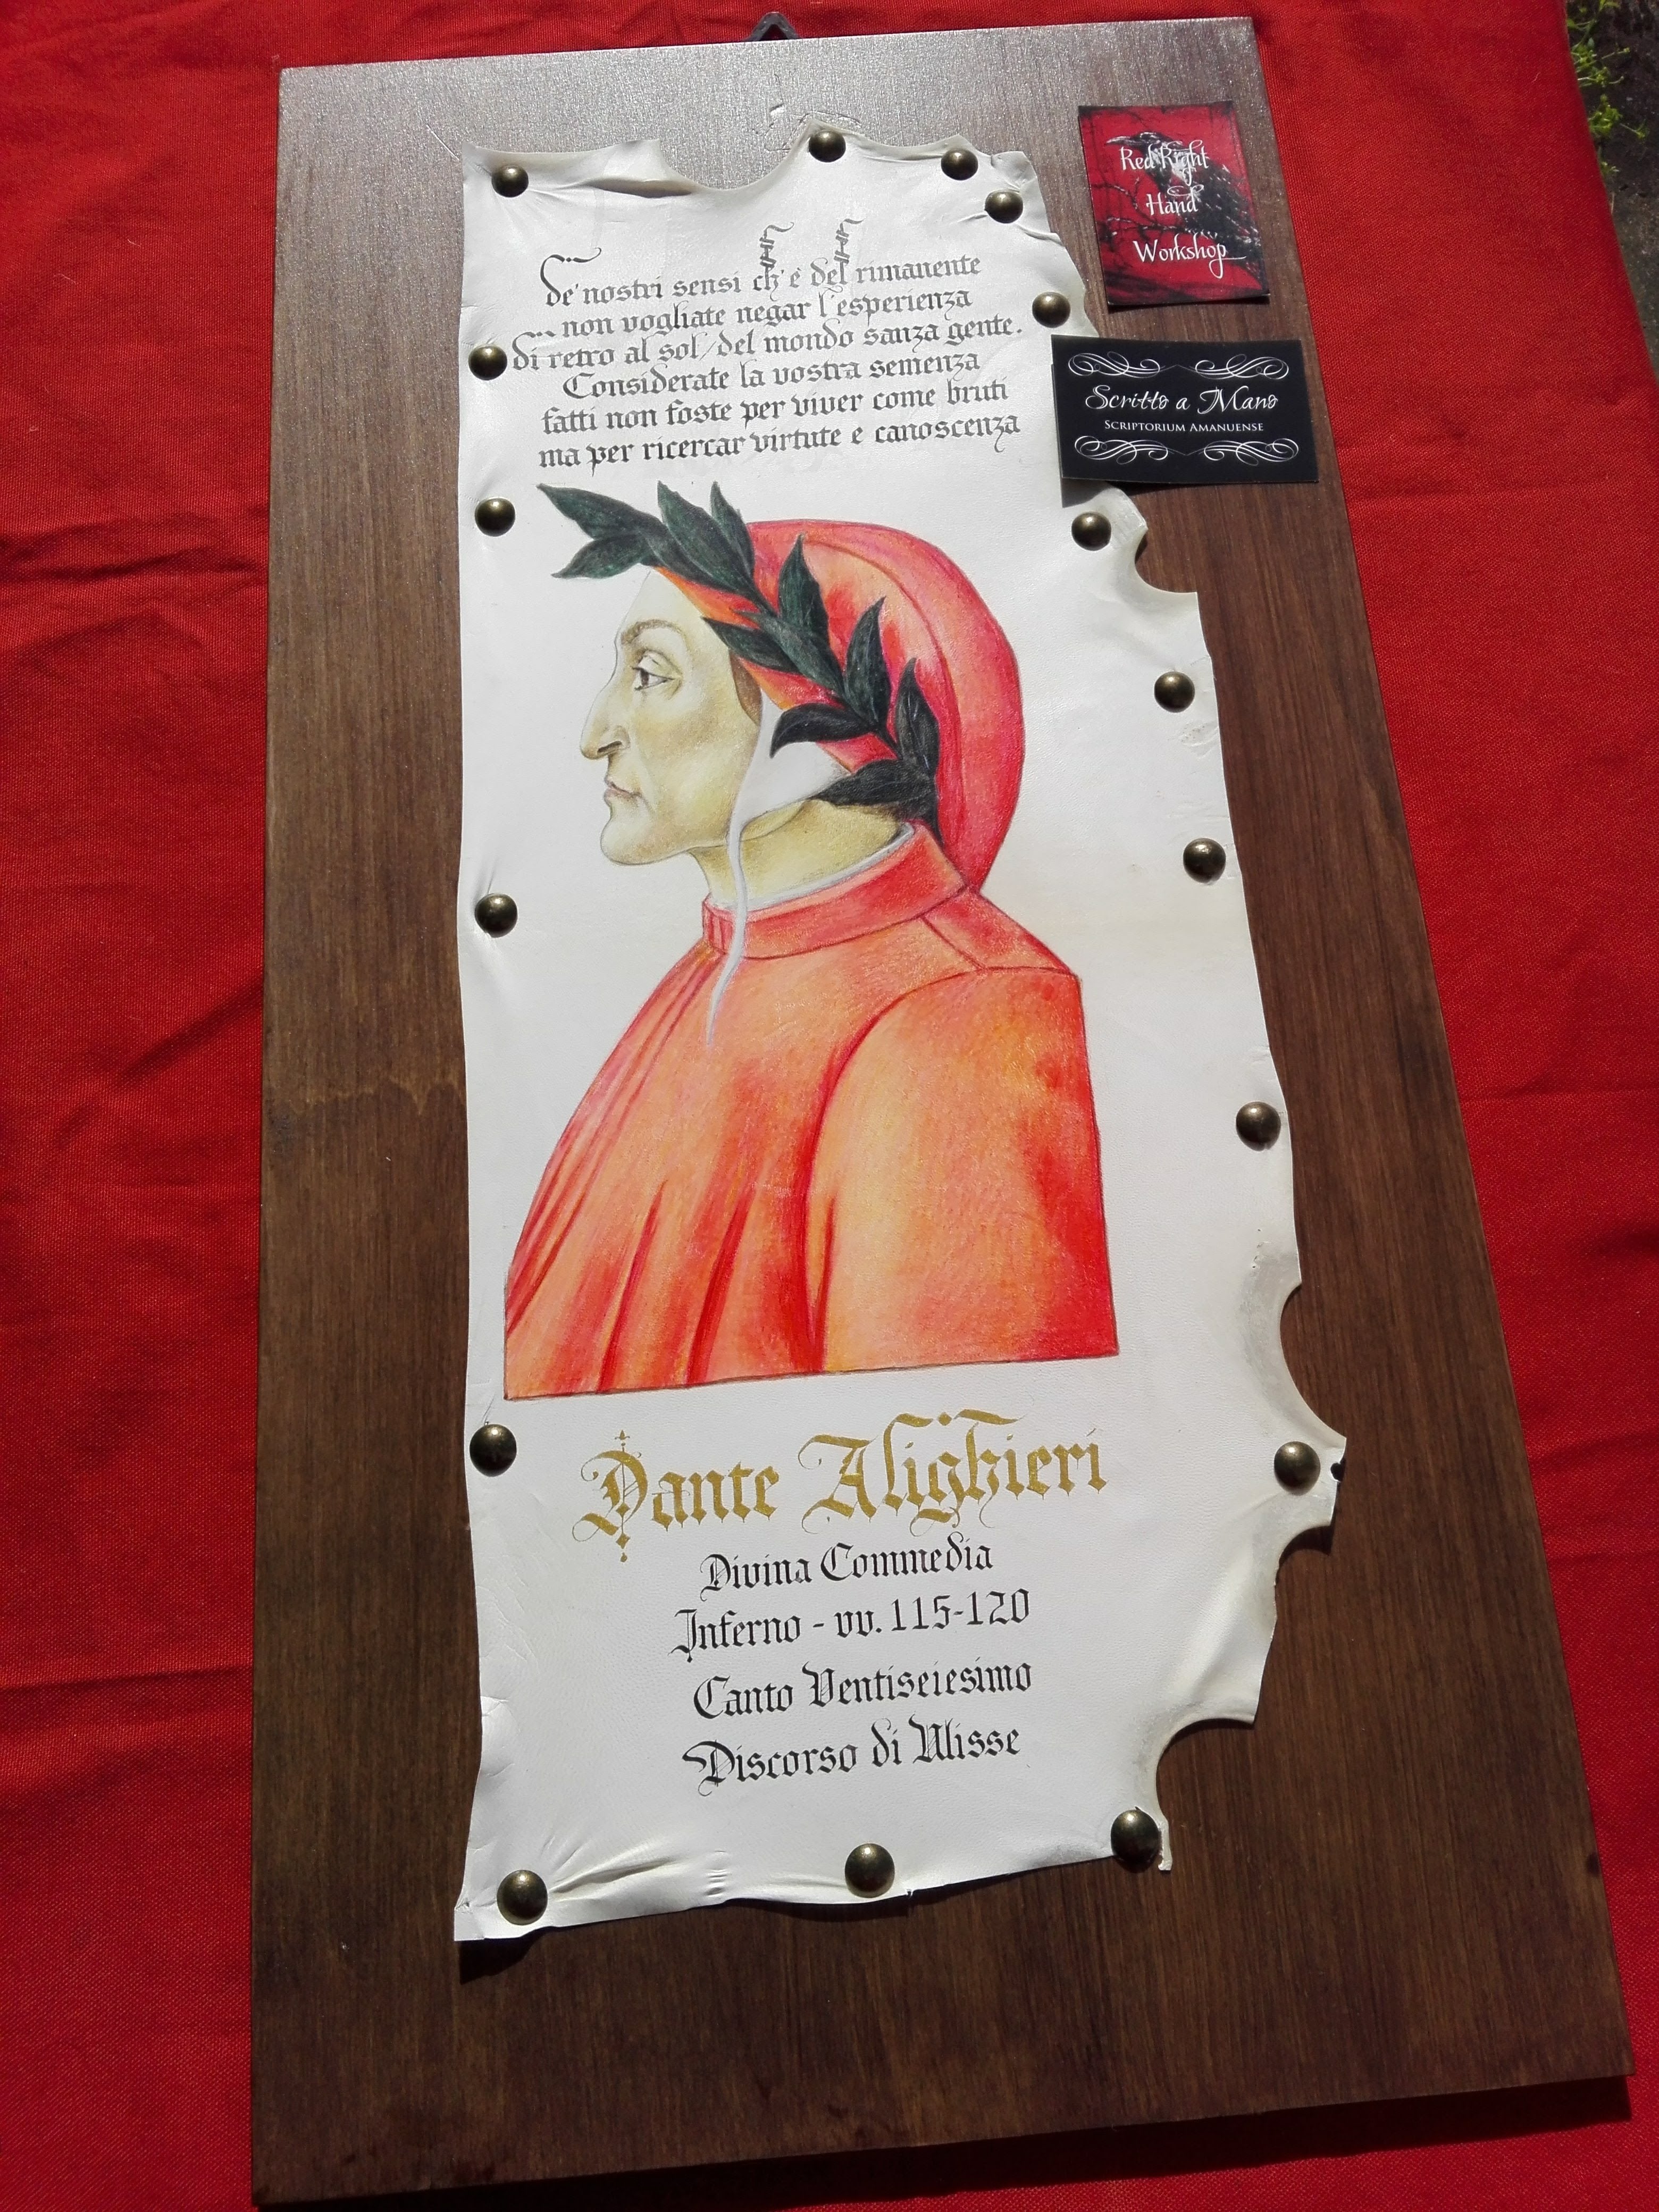 de' nostri sensi ch'è del rimanente
non vogliate negar l'esperienza
di retro al sol, del mondo sanza gente.
Considerate la vostra semenza
fatti non foste per viver come bruti
ma per ricercar virtute e canoscenza
Red Right
Hand
Workshop
Scritto a Mano
SCRIPTORIUM AMANUENSE
Dante Alighieri
Divina Commedia
Inferno - vv. 115-120
Canto Ventiseiesimo
Discorso di Ulisse